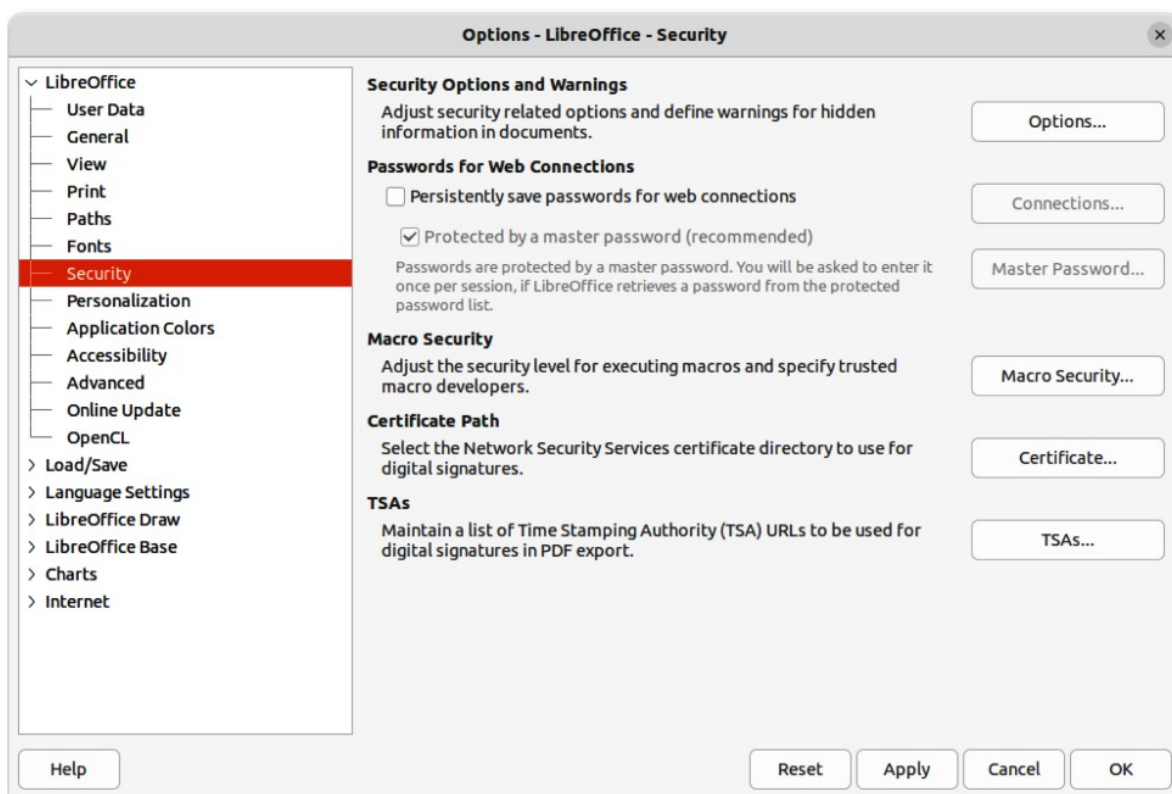 Options - LibreOffice - Security
LibreOffice
User Data
General
View
Print
Paths
Fonts
Security
Personalization
Application Colors
Accessibility
Advanced
Online Update
OpenCL
Load/Save
Language Settings
LibreOffice Draw
LibreOffice Base
Charts
Internet
Security Options and Warnings
Adjust security related options and define warnings for hidden
information in documents.
Options...
Passwords for Web Connections
Persistently save passwords for web connections
Connections...
Protected by a master password (recommended)
Passwords are protected by a master password. You will be asked to enter it
once per session, if LibreOffice retrieves a password from the protected
password list.
Master Password...
Macro Security
Adjust the security level for executing macros and specify trusted
macro developers.
Macro Security...
Certificate Path
Select the Network Security Services certificate directory to use for
digital signatures.
Certificate...
TSAs
Maintain a list of Time Stamping Authority (TSA) URLs to be used for
digital signatures in PDF export.
TSAs...
Help
Reset
Apply
Cancel
OK